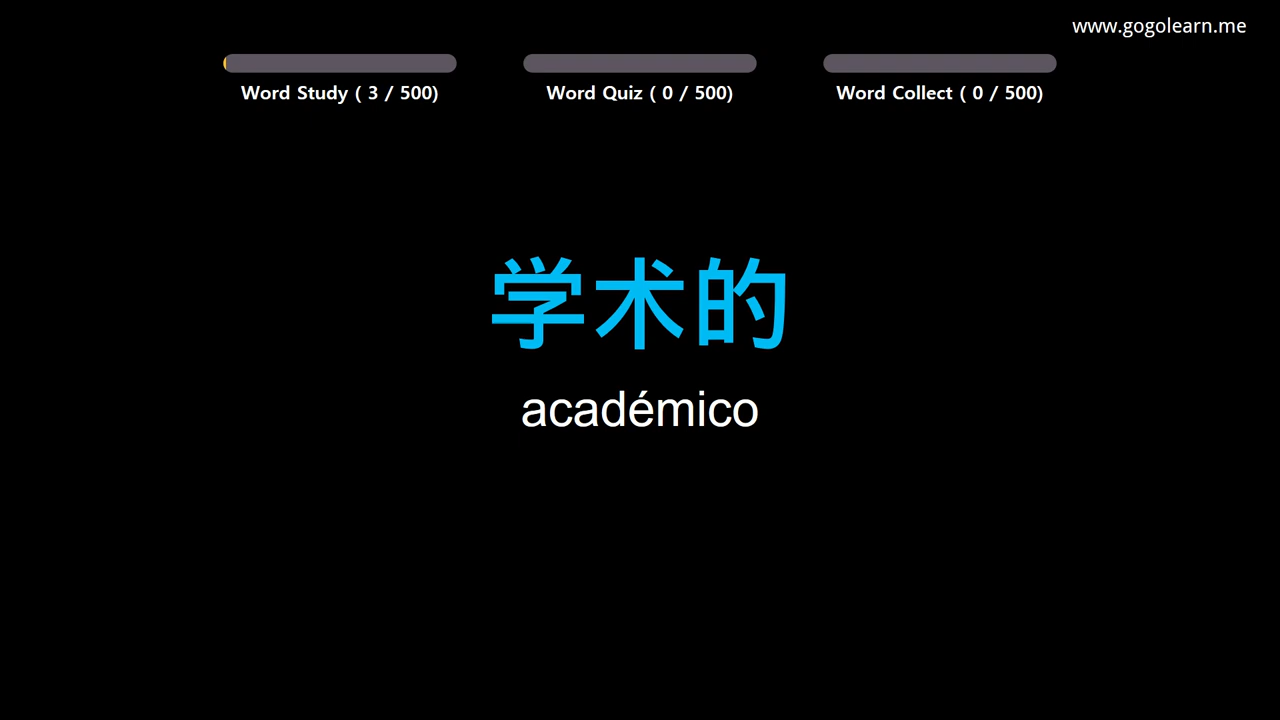 www.gogolearn.me
Word Study ( 3 / 500)
Word Quiz ( 0 / 500)
Word Collect ( 0 / 500)
学术的
académico